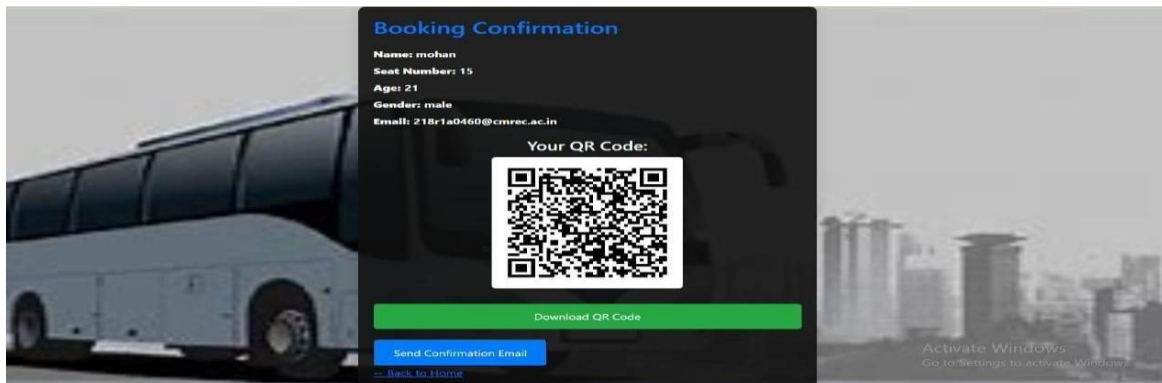 Booking Confirmation
Name: mohan
Seat Number: 15
Age: 21
Gender: male
Email: 218r1a0460@cmrec.ac.in
Your QR Code:
Download QR Code
Send Confirmation Email
← Back to Home
Activate Windows
Go to Settings to activate Windows.